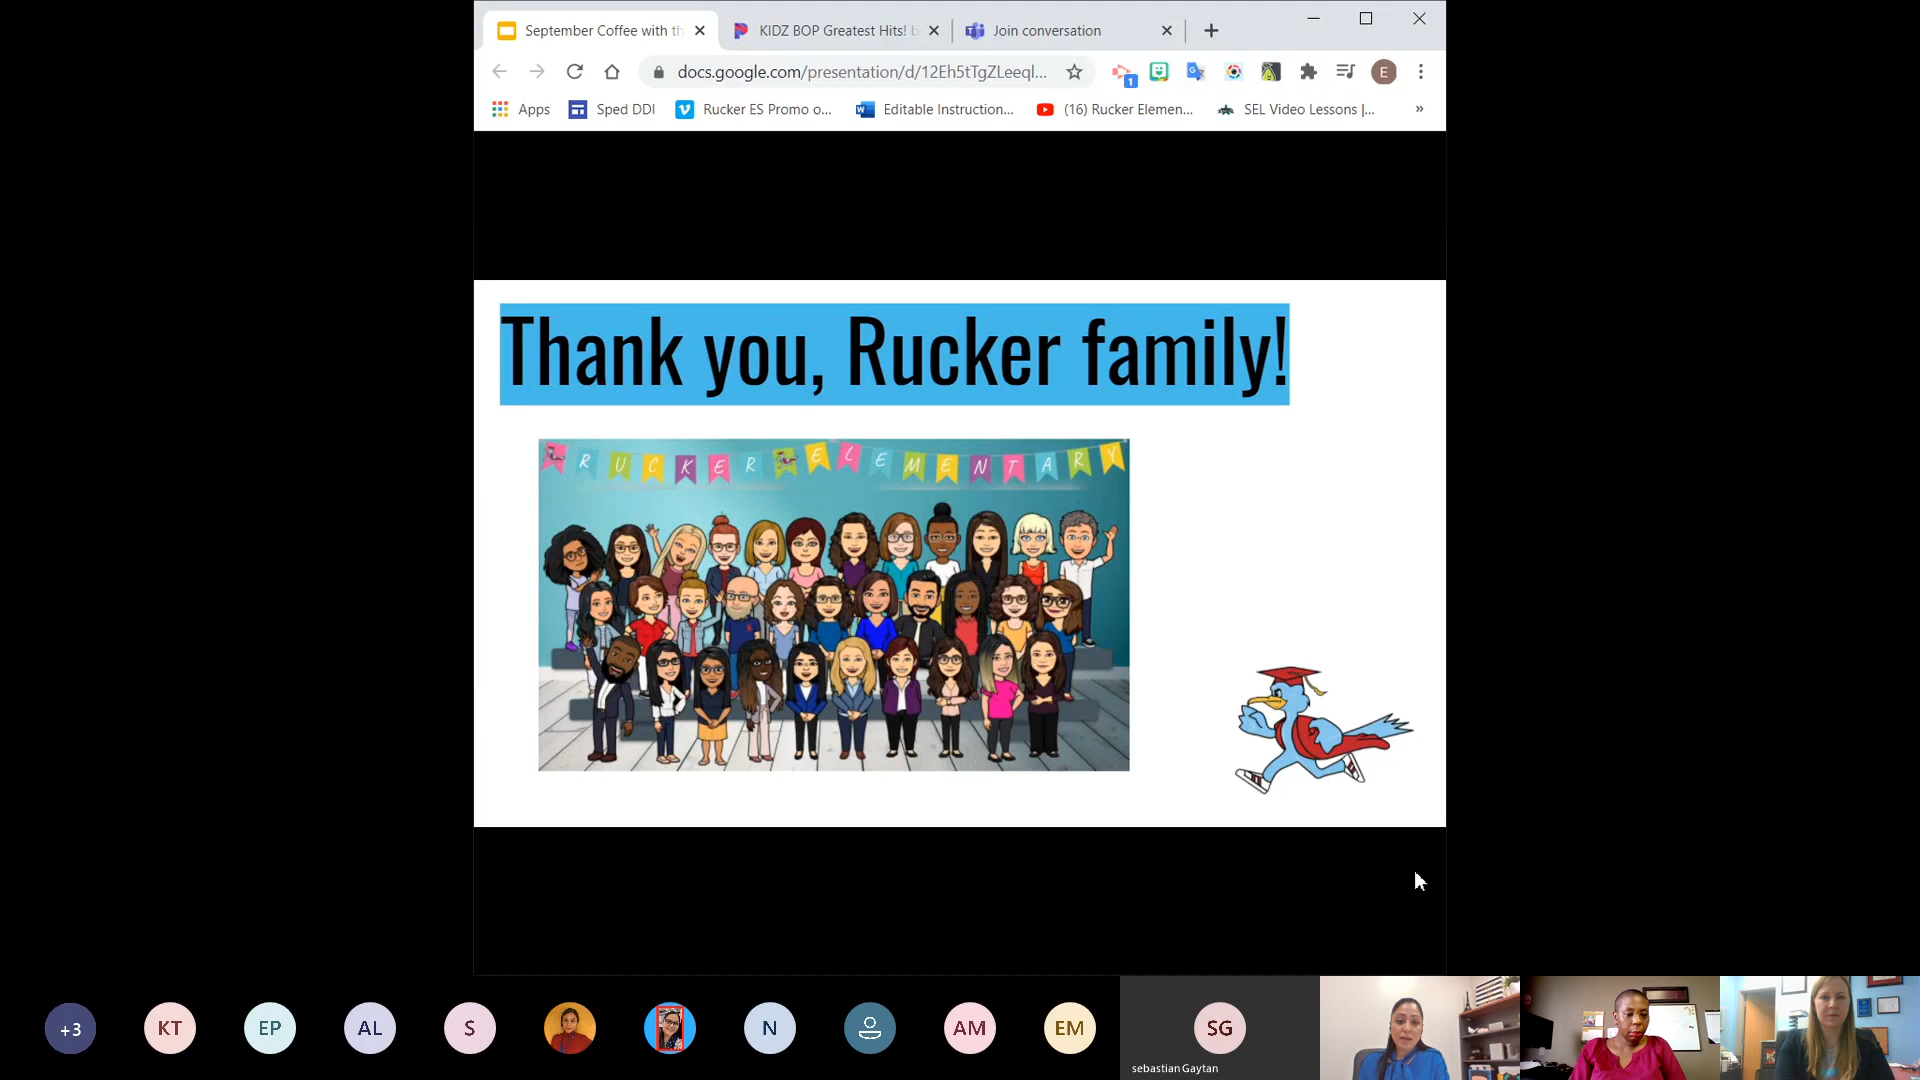 September Coffee with th
KIDZ BOP Greatest Hits! b
Join conversation
docs.google.com/presentation/d/12Eh5tTgZLeeql...
1
E
Apps
Sped DDI
Rucker ES Promo o...
Editable Instruction...
(16) Rucker Elemen...
SEL Video Lessons |...
»
Thank you, Rucker family!
RUCKER ELEMENTARY
+3
KT
EP
AL
S
N
AM
EM
SG
sebastian Gaytan